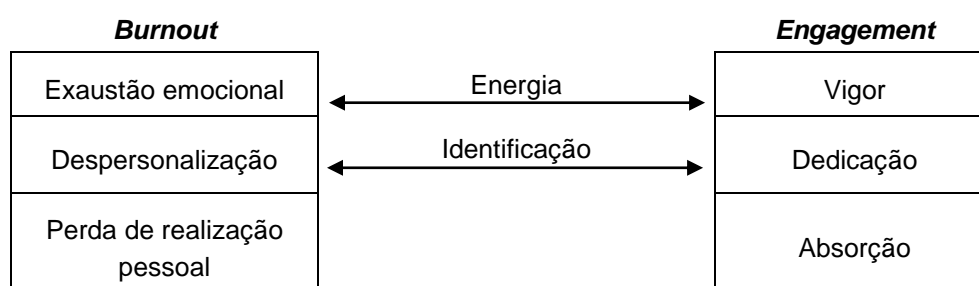 Burnout
Engagement
Exaustão emocional
Energia
Vigor
Despersonalização
Identificação
Dedicação
Perda de realização
pessoal
Absorção